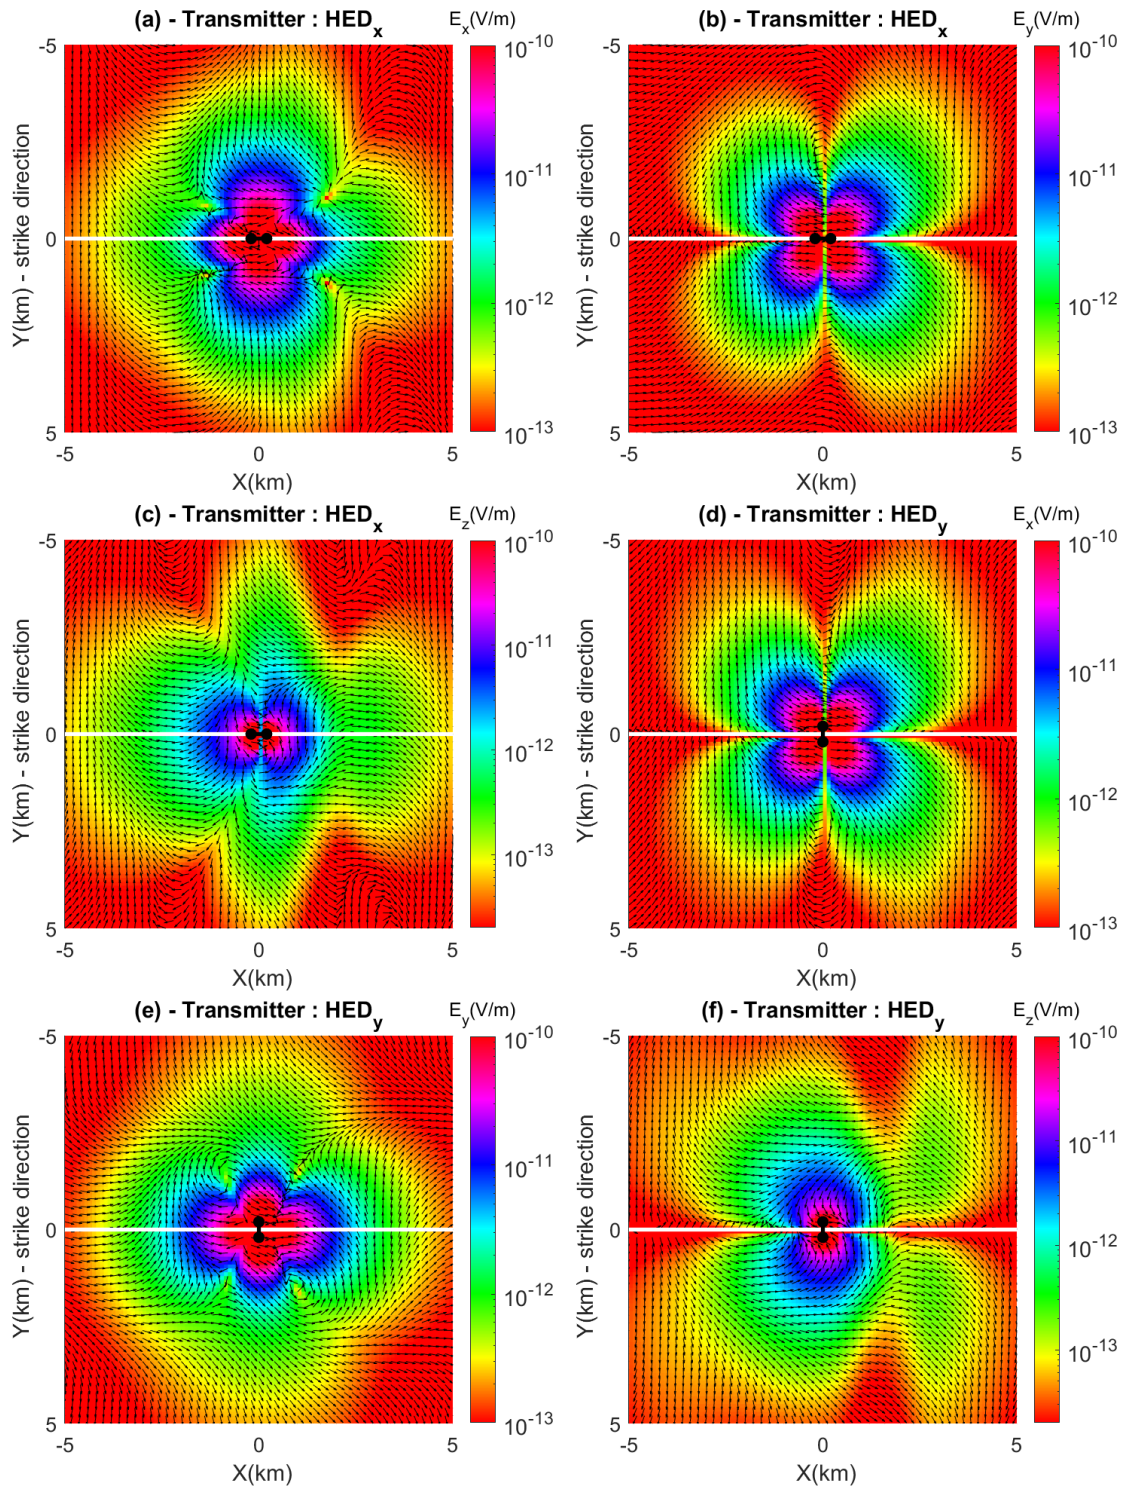 (a) - Transmitter : HEDx Ex(V/m)
-5
0
5
-5 0 5
X(km)
Y(km) - strike direction
10-10
10-11
10-12
10-13
(b) - Transmitter : HEDx Ey(V/m)
-5
0
5
-5 0 5
X(km)
Y(km) - strike direction
10-10
10-11
10-12
10-13
(c) - Transmitter : HEDx Ez(V/m)
-5
0
5
-5 0 5
X(km)
Y(km) - strike direction
10-10
10-11
10-12
10-13
(d) - Transmitter : HEDy Ex(V/m)
-5
0
5
-5 0 5
X(km)
Y(km) - strike direction
10-10
10-11
10-12
10-13
(e) - Transmitter : HEDy Ey(V/m)
-5
0
5
-5 0 5
X(km)
Y(km) - strike direction
10-10
10-11
10-12
10-13
(f) - Transmitter : HEDy Ez(V/m)
-5
0
5
-5 0 5
X(km)
Y(km) - strike direction
10-10
10-11
10-12
10-13